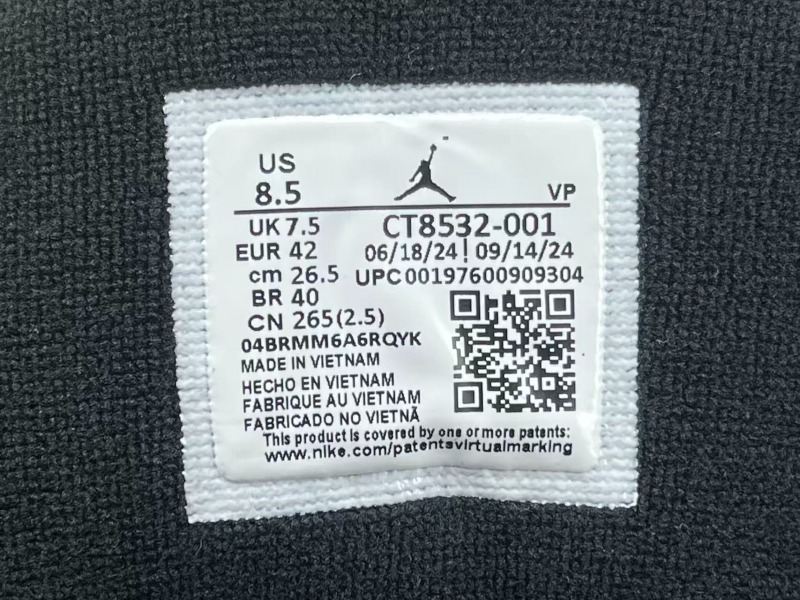 US
8.5
VP
UK 7.5
CT8532-001
EUR 42
06/18/24 | 09/14/24
cm 26.5
UPC00197600909304
BR 40
CN 265(2.5)
04BRMM6A6RQYK
MADE IN VIETNAM
HECHO EN VIETNAM
FABRIQUE AU VIETNAM
FABRICADO NO VIETNÃ
This product is covered by one or more patents:
www.nike.com/patentsvirtualmarking